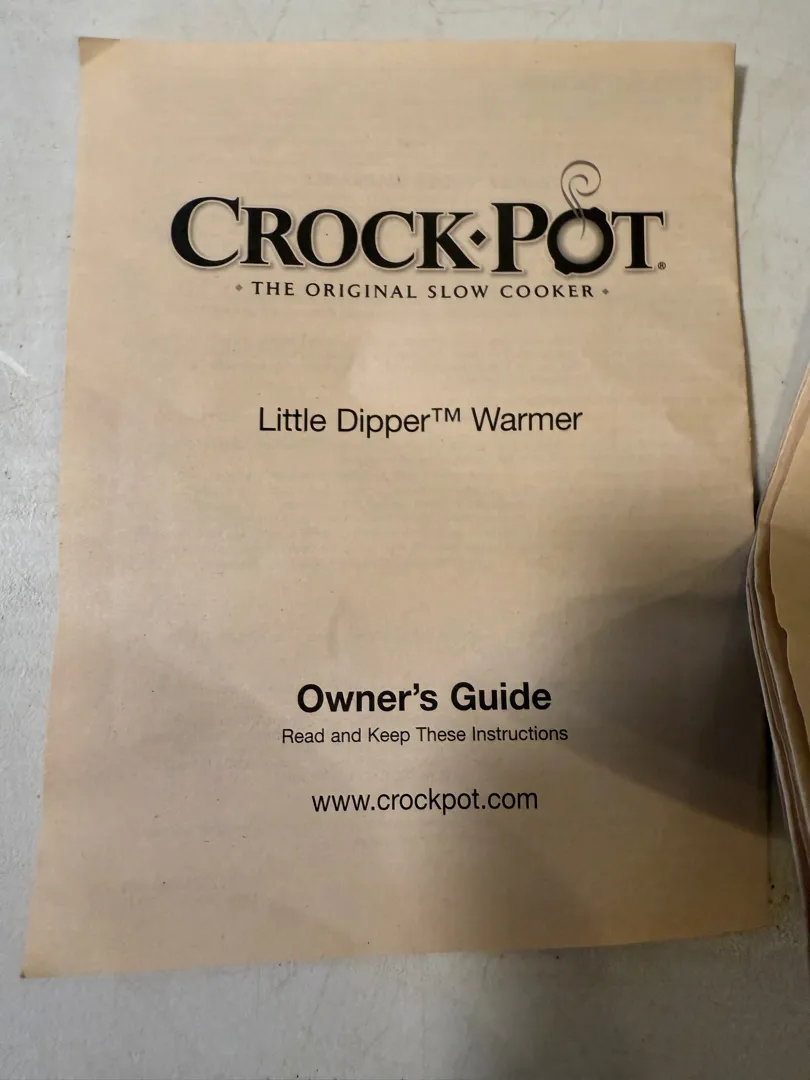 CROCK·POT®
• THE ORIGINAL SLOW COOKER •
Little Dipper™ Warmer
Owner's Guide
Read and Keep These Instructions
www.crockpot.com